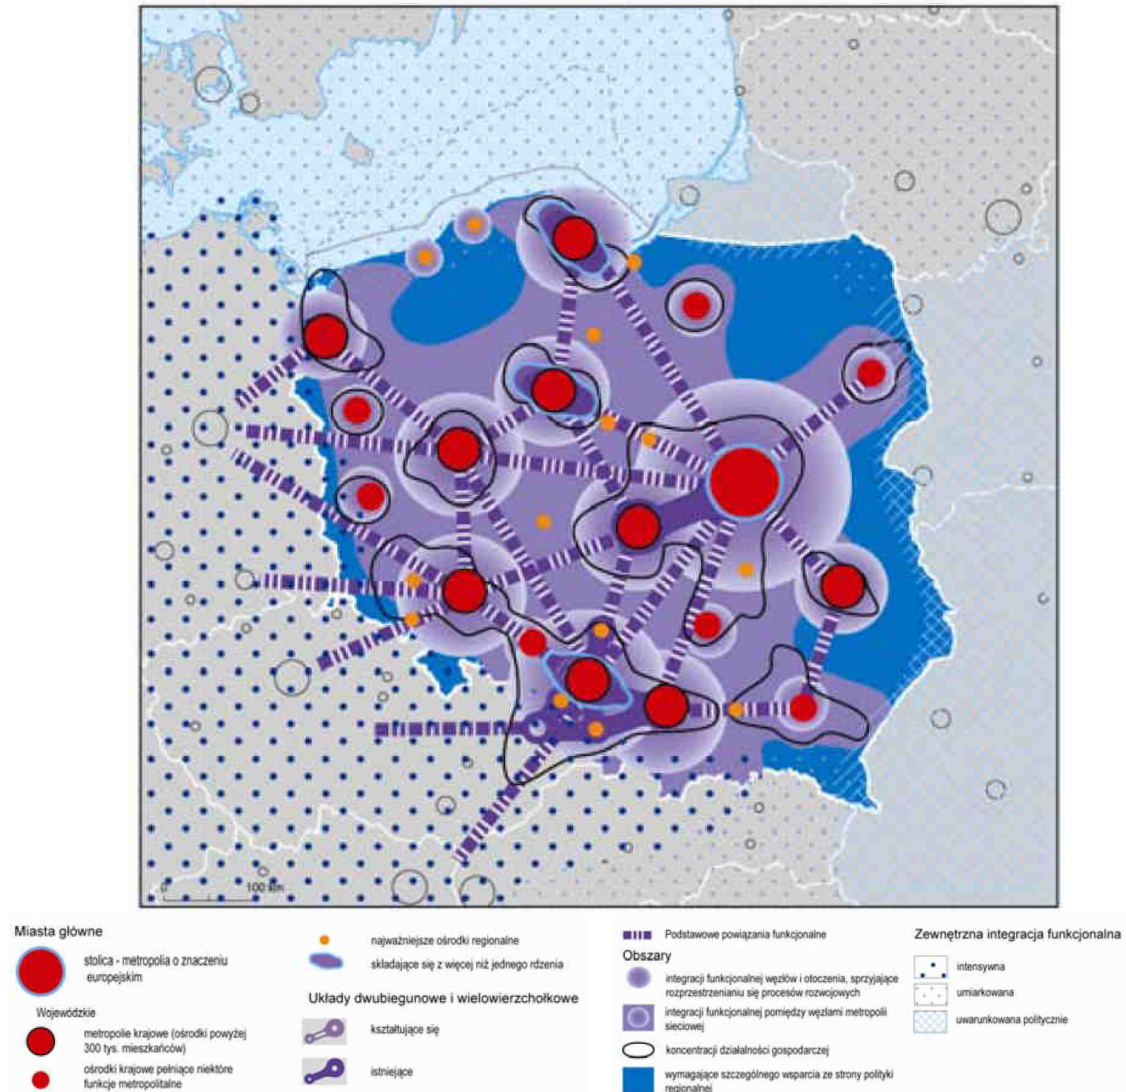 0 100 km
Miasta główne
stolica - metropolia o znaczeniu
europejskim
Wojewódzkie
metropolie krajowe (ośrodki powyżej
300 tys. mieszkańców)
ośrodki krajowe pełniące niektóre
funkcje metropolitalne
najważniejsze ośrodki regionalne
składające się z więcej niż jednego rdzenia
Układy dwubiegunowe i wielowierzchołkowe
kształtujące się
istniejące
Podstawowe powiązania funkcjonalne
Obszary
integracji funkcjonalnej węzłów i otoczenia, sprzyjające
rozprzestrzenianiu się procesów rozwojowych
integracji funkcjonalnej pomiędzy węzłami metropolii
sieciowej
koncentracji działalności gospodarczej
wymagające szczególnego wsparcia ze strony polityki
regionalnej
Zewnętrzna integracja funkcjonalna
intensywna
umiarkowana
uwarunkowana politycznie